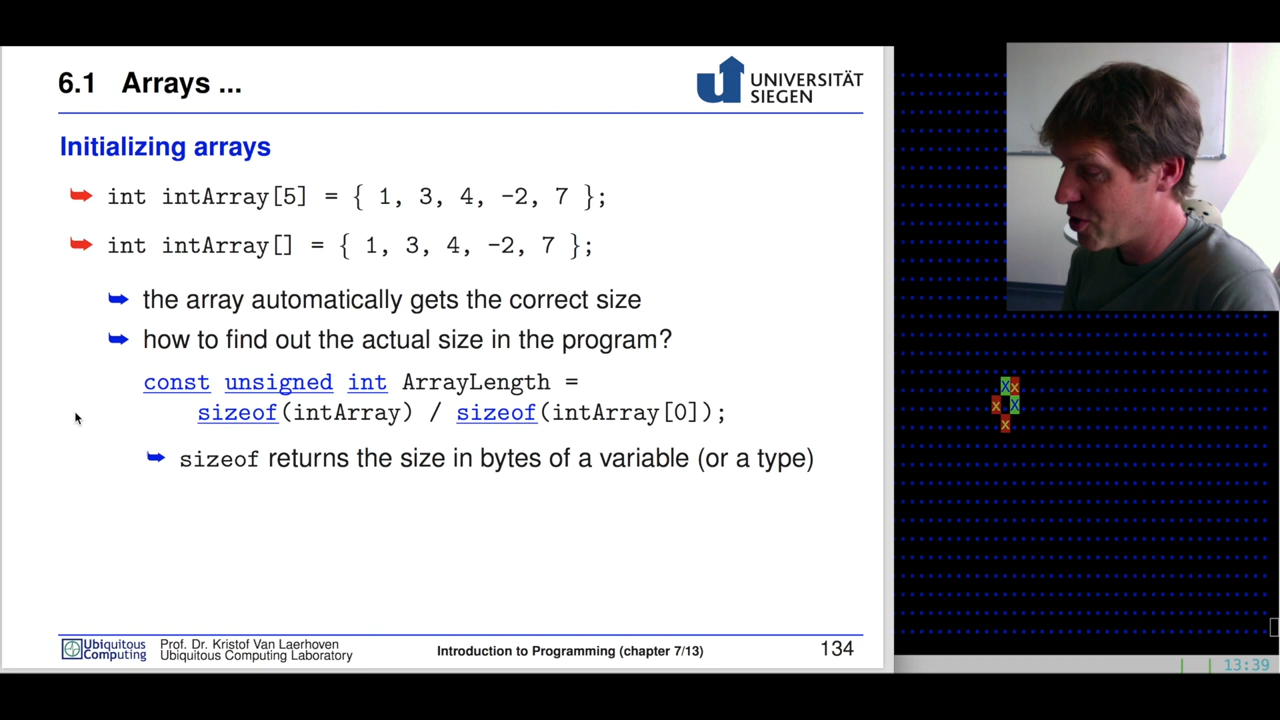 6.1 Arrays ...
UNIVERSITÄT
SIEGEN
Initializing arrays
int intArray[5] = { 1, 3, 4, -2, 7 };
int intArray[] = { 1, 3, 4, -2, 7 };
the array automatically gets the correct size
how to find out the actual size in the program?
const unsigned int ArrayLength =
sizeof(intArray) / sizeof(intArray[0]);
sizeof returns the size in bytes of a variable (or a type)
X x
x X
x
Ubiquitous
Computing
Prof. Dr. Kristof Van Laerhoven
Ubiquitous Computing Laboratory
Introduction to Programming (chapter 7/13)
134
13:39